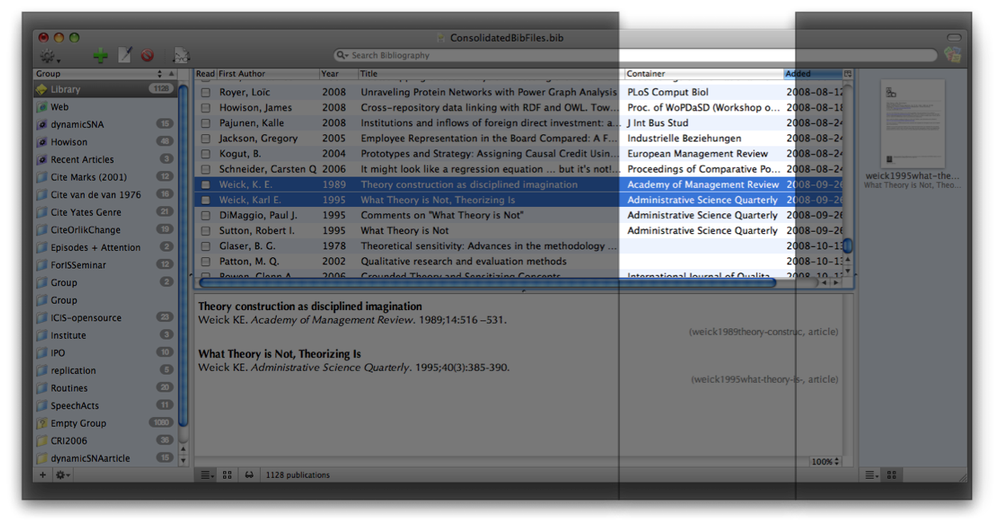 ConsolidatedBibFiles.bib
Search Bibliography
Group
Library 1128
Web
dynamicSNA 15
Howison 48
Recent Articles 3
Cite Marks (2001) 12
Cite van de van 1976 16
Cite Yates Genre 21
CiteOrlikChange 19
Episodes + Attention 2
ForISSeminar 12
Group 2
Group
ICIS-opensource 23
Institute 3
IPO 10
replication 5
Routines 20
SpeechActs 11
Empty Group 1080
CRI2006 36
dynamicSNAarticle 15
Read First Author Year Title Container Added
Royer, Loïc 2008 Unraveling Protein Networks with Power Graph Analysis PLoS Comput Biol 2008-08-12
Howison, James 2008 Cross-repository data linking with RDF and OWL. Tow... Proc. of WoPDaSD (Workshop o... 2008-08-18
Pajunen, Kalle 2008 Institutions and inflows of foreign direct investment: a... J Int Bus Stud 2008-08-24
Jackson, Gregory 2005 Employee Representation in the Board Compared: A F... Industrielle Beziehungen 2008-08-24
Kogut, B. 2004 Prototypes and Strategy: Assigning Causal Credit Usin... European Management Review 2008-08-24
Schneider, Carsten Q 2006 It might look like a regression equation ... but it's not!... Proceedings of Comparative Po... 2008-08-24
Weick, K. E. 1989 Theory construction as disciplined imagination Academy of Management Review 2008-09-26
Weick, Karl E. 1995 What Theory is Not, Theorizing Is Administrative Science Quarterly 2008-09-26
DiMaggio, Paul J. 1995 Comments on "What Theory is Not" Administrative Science Quarterly 2008-09-26
Sutton, Robert I. 1995 What Theory is Not Administrative Science Quarterly 2008-09-26
Glaser, B. G. 1978 Theoretical sensitivity: Advances in the methodology ... 2008-10-13
Patton, M. Q. 2002 Qualitative research and evaluation methods 2008-10-13
Bowen, Glenn A. 2006 Grounded Theory and Sensitizing Concepts International Journal of Qualita 2008-10-13
Theory construction as disciplined imagination
Weick KE. Academy of Management Review. 1989;14:516 –531.
(weick1989theory-construc, article)
What Theory is Not, Theorizing Is
Weick KE. Administrative Science Quarterly. 1995;40(3):385-390.
(weick1995what-theory-is-, article)
100%
1128 publications
weick1995what-the...
What Theory is Not, Theo...